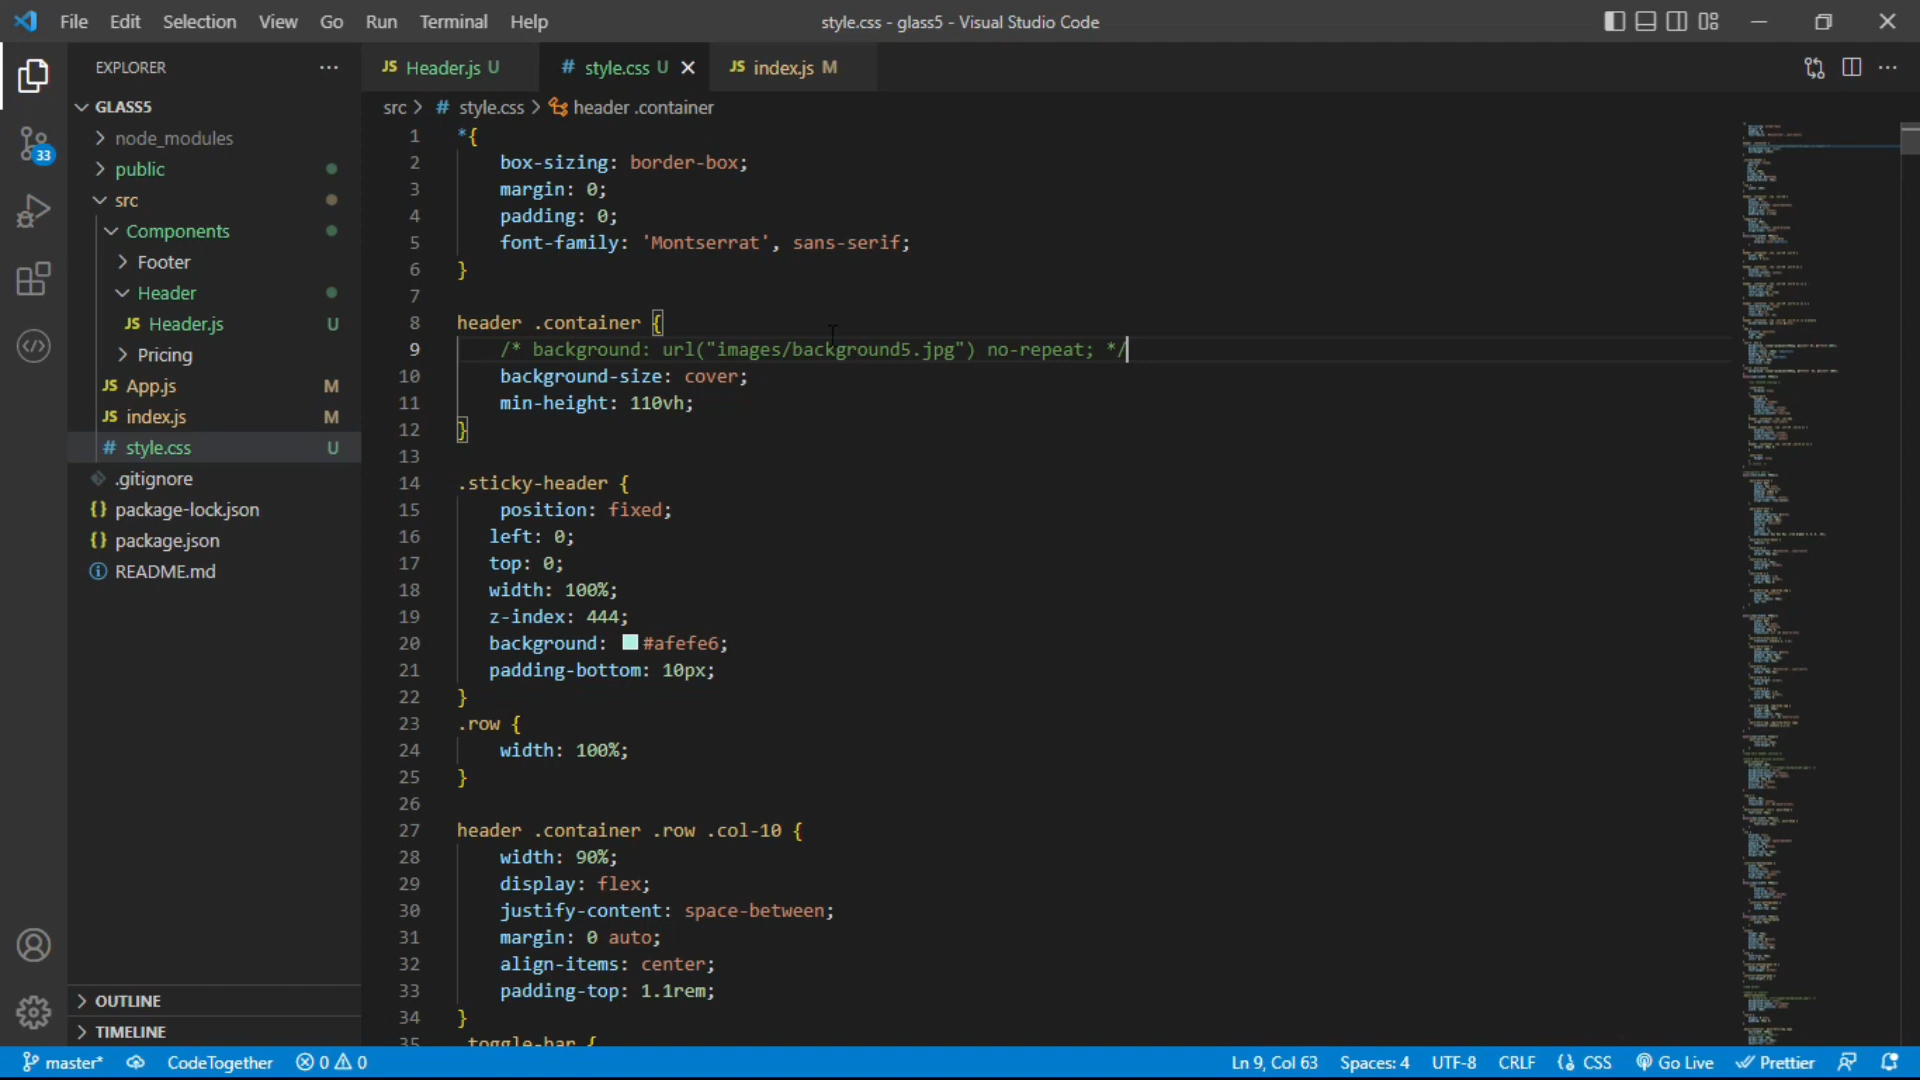 File Edit Selection View Go Run Terminal Help
style.css - glass5 - Visual Studio Code
EXPLORER
GLASS5
node_modules
public
src
Components
Footer
Header
JS Header.js U
Pricing
JS App.js M
JS index.js M
# style.css U
.gitignore
{} package-lock.json
{} package.json
README.md
OUTLINE
TIMELINE
33
JS Header.js U # style.css U JS index.js M
src > # style.css > header .container
1 *{
2 box-sizing: border-box;
3 margin: 0;
4 padding: 0;
5 font-family: 'Montserrat', sans-serif;
6 }
7
8 header .container {
9 /* background: url("images/background5.jpg") no-repeat; */
10 background-size: cover;
11 min-height: 110vh;
12 }
13
14 .sticky-header {
15 position: fixed;
16 left: 0;
17 top: 0;
18 width: 100%;
19 z-index: 444;
20 background: #afefe6;
21 padding-bottom: 10px;
22 }
23 .row {
24 width: 100%;
25 }
26
27 header .container .row .col-10 {
28 width: 90%;
29 display: flex;
30 justify-content: space-between;
31 margin: 0 auto;
32 align-items: center;
33 padding-top: 1.1rem;
34 }
35 .toggle-bar {
master* CodeTogether 0 0 Ln 9, Col 63 Spaces: 4 UTF-8 CRLF CSS Go Live Prettier